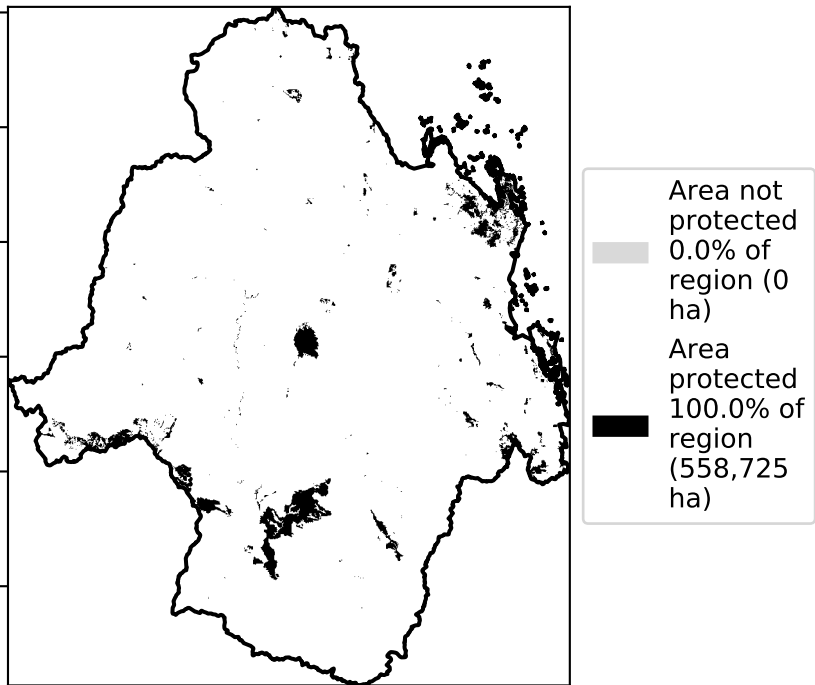 Area not
protected
0.0% of
region (0
ha)
Area
protected
100.0% of
region
(558,725
ha)